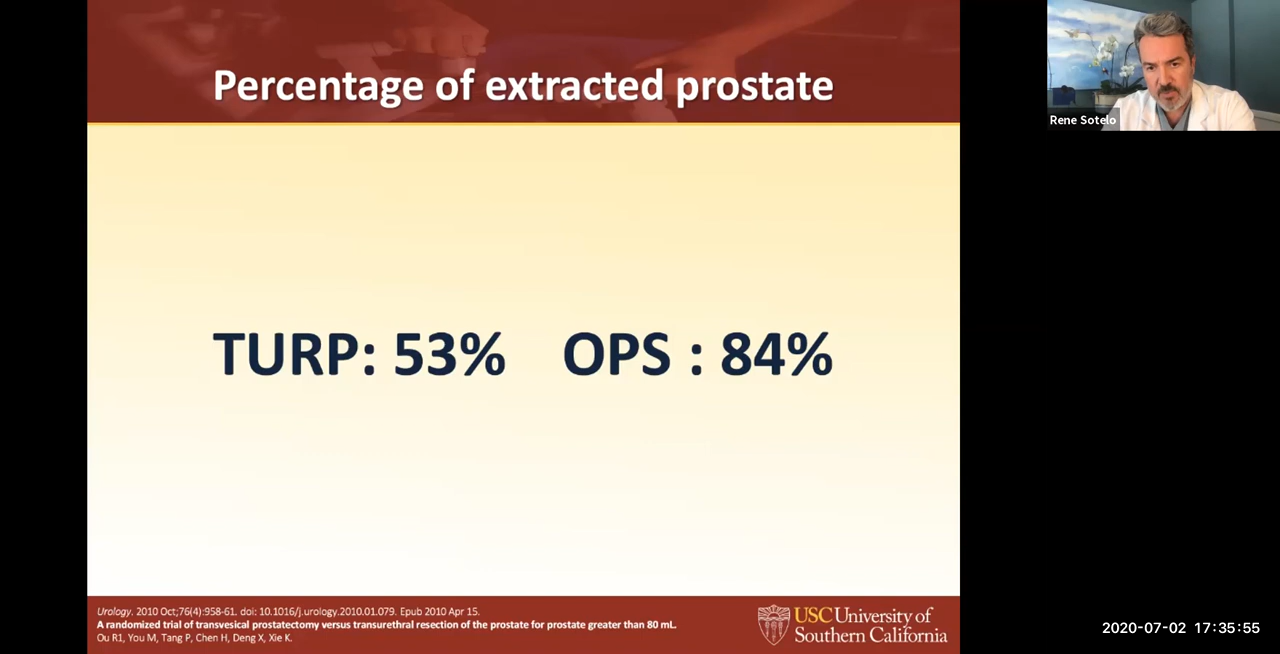 Percentage of extracted prostate
Rene Sotelo
TURP: 53% OPS : 84%
Urology. 2010 Oct;76(4):958-61. doi: 10.1016/j.urology.2010.01.079. Epub 2010 Apr 15.
A randomized trial of transvesical prostatectomy versus transurethral resection of the prostate for prostate greater than 80 mL.
Ou R1, You M, Tang P, Chen H, Deng X, Xie K.
USC University of
Southern California
2020-07-02 17:35:55